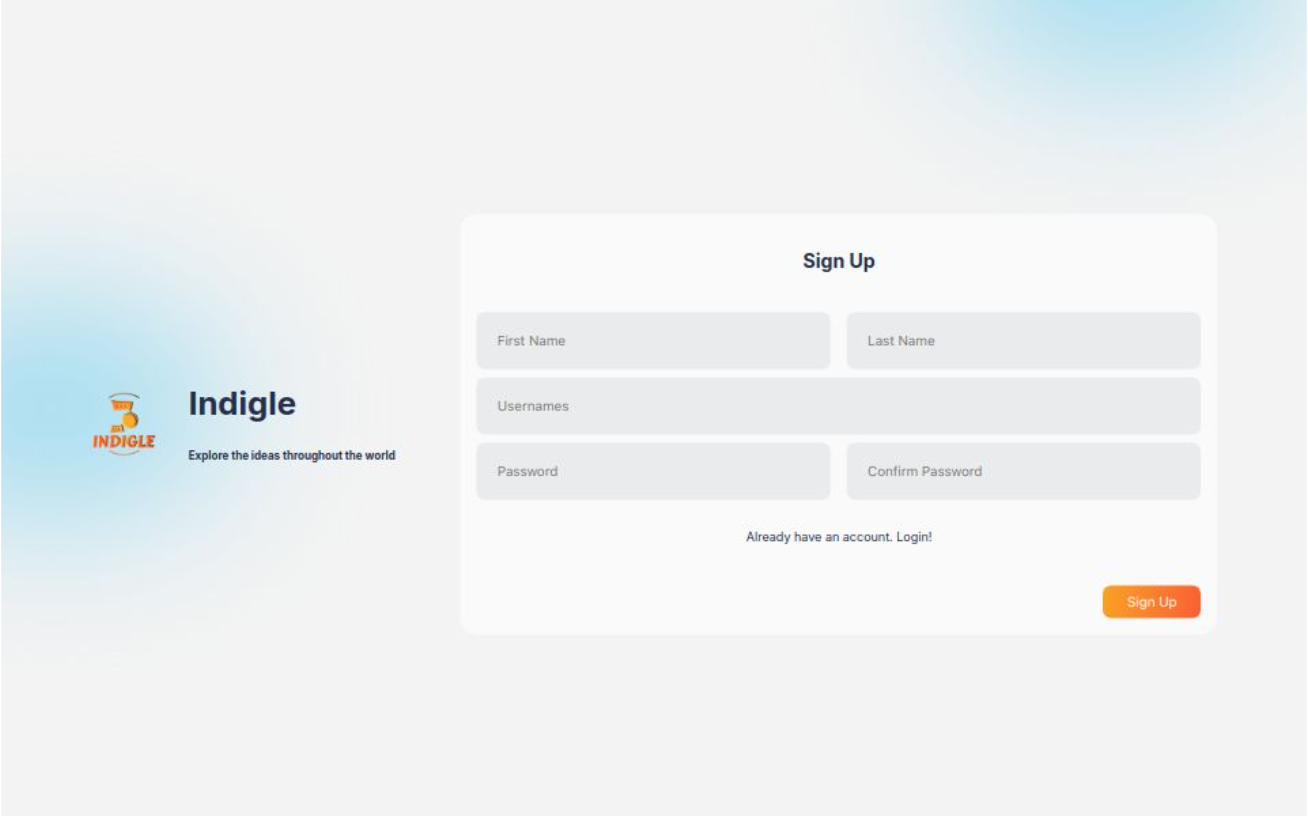 INDIGLE
Indigle
Explore the ideas throughout the world
Sign Up
First Name
Last Name
Usernames
Password
Confirm Password
Already have an account. Login!
Sign Up